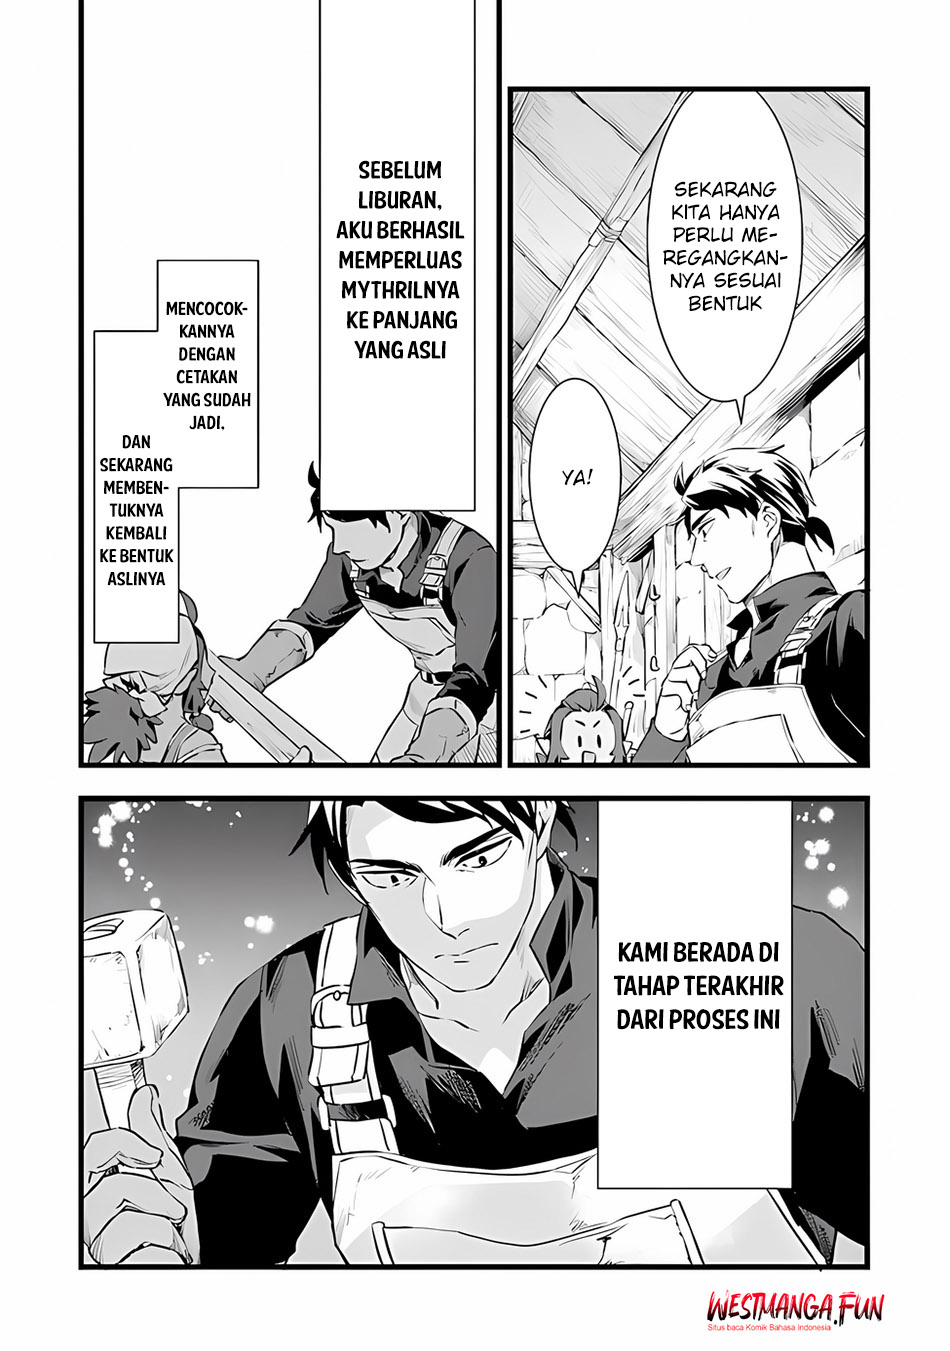 SEKARANG
KITA HANYA
PERLU ME-
REGANGKAN-
NYA SESUAI
BENTUK
YA!
SEBELUM
LIBURAN,
AKU BERHASIL
MEMPERLUAS
MYTHRILNYA
KE PANJANG
YANG ASLI
MENCOCOK-
KANNYA
DENGAN
CETAKAN
YANG SUDAH
JADI,
DAN
SEKARANG
MEMBEN-
TUKNYA
KEMBALI
KE BENTUK
ASLINYA
KAMI BERADA DI
TAHAP TERAKHIR
DARI PROSES INI
WESTMANGA.FUN
Situs baca Komik Bahasa Indonesia